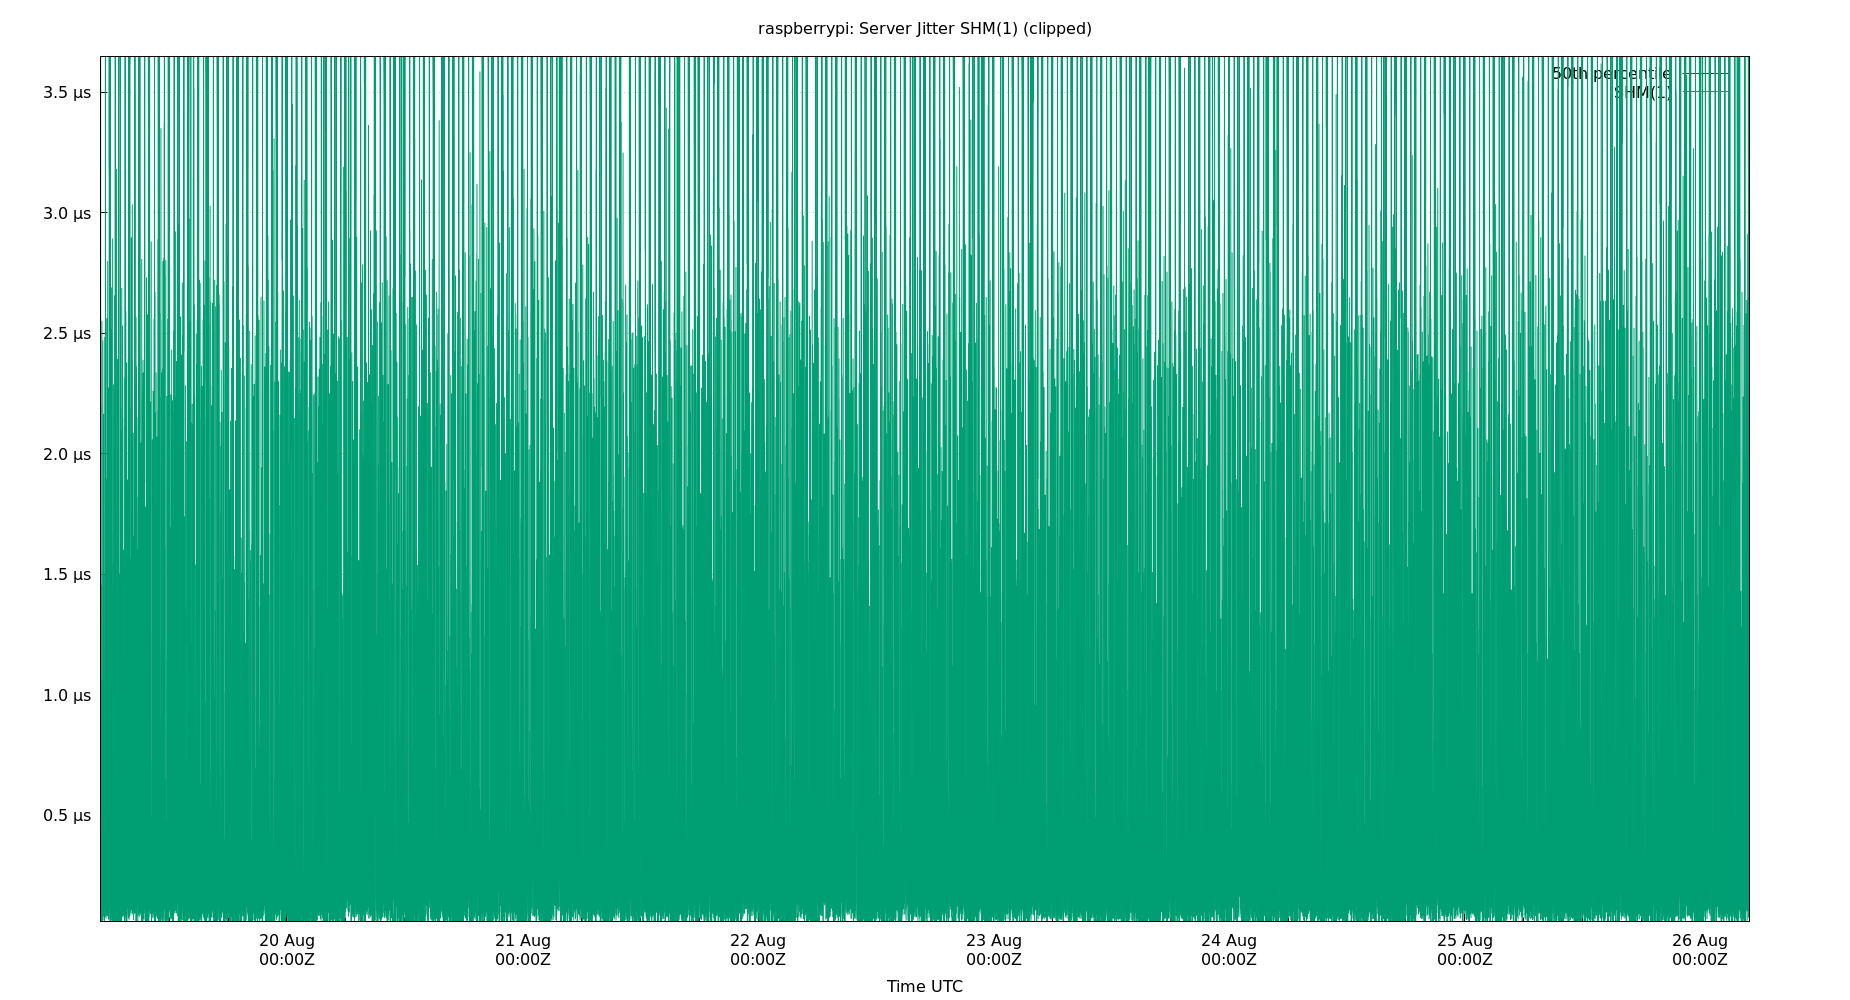 raspberrypi: Server Jitter SHM(1) (clipped)
50th percentile
SHM(1)
3.5 µs
3.0 µs
2.5 µs
2.0 µs
1.5 µs
1.0 µs
0.5 µs
20 Aug 21 Aug 22 Aug 23 Aug 24 Aug 25 Aug 26 Aug
00:00Z 00:00Z 00:00Z 00:00Z 00:00Z 00:00Z 00:00Z
Time UTC